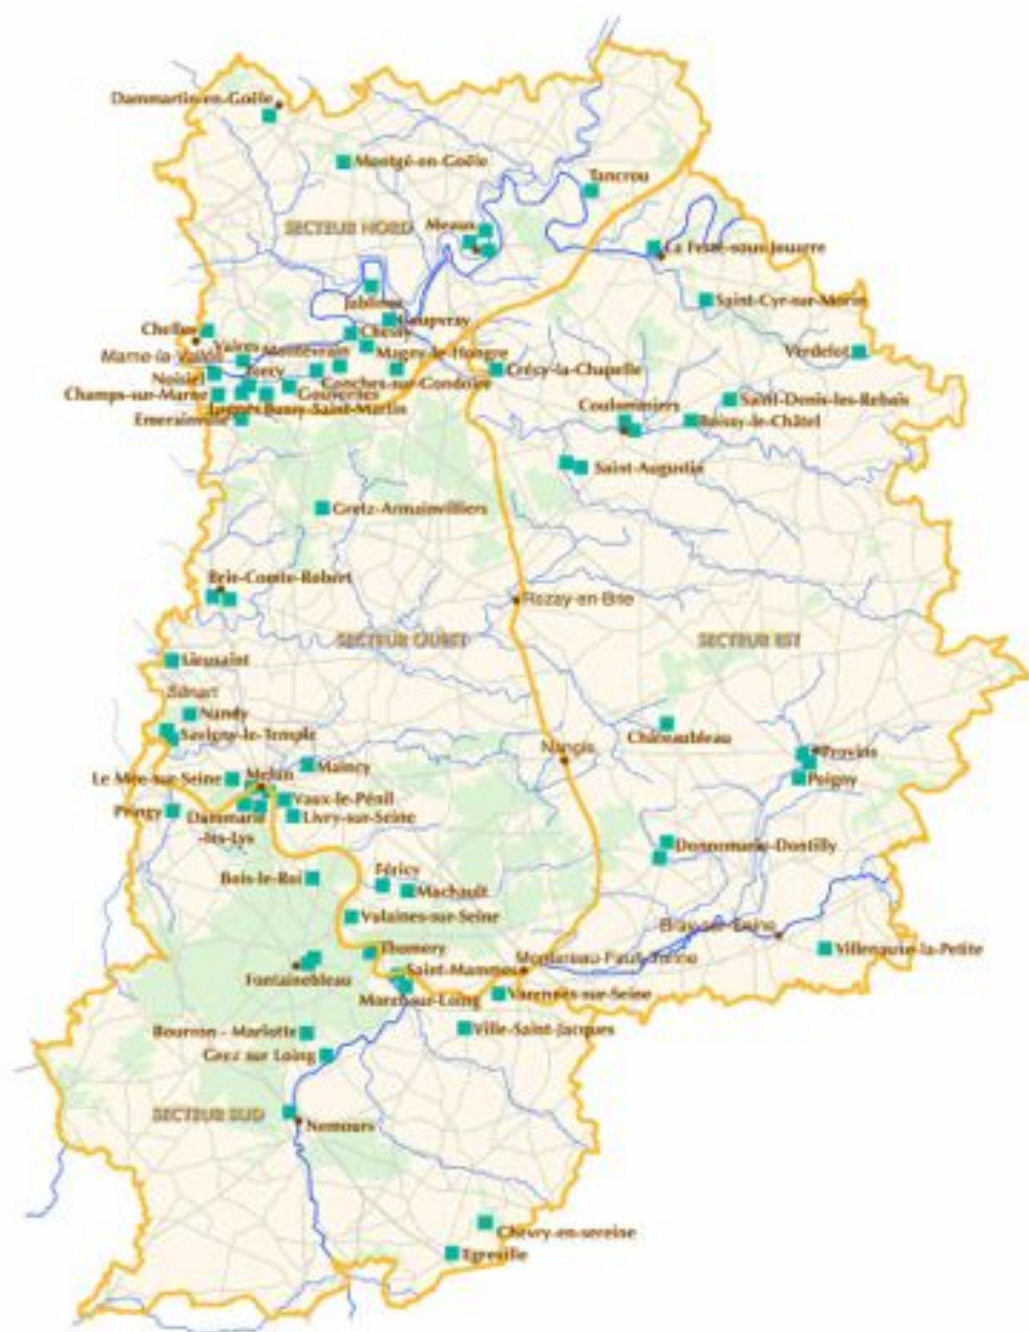 Dammartin-en-Goële
Montgé-en-Goële
Tancrou
SECTEUR NORD
Meaux
La Ferté-sous-Jouarre
Jablines
Saint-Cyr-sur-Morin
Coupvray
Chelles
Chessy
Vaires
Montévrain
Magny-le-Hongre
Verdelot
Marne-la-Vallée
Noisiel
Torcy
Conches-sur-Gondoire
Crécy-la-Chapelle
Champs-sur-Marne
Gouvernes
Saint-Denis-les-Rebais
Bussy-Saint-Martin
Coulommiers
Emerainville
Boissy-le-Châtel
Saint-Augustin
Gretz-Armainvilliers
Brie-Comte-Robert
Rozay-en-Brie
SECTEUR OUEST
SECTEUR EST
Lieusaint
Sénart
Nandy
Savigny-le-Temple
Châteaubleau
Nangis
Provins
Maincy
Le Mée-sur-Seine
Melun
Poigny
Vaux-le-Pénil
Pringy
Dammarie
-les-Lys
Livry-sur-Seine
Donnemarie-Dontilly
Bois-le-Roi
Féricy
Machault
Valaines-sur-Seine
Bray-sur-Seine
Thomery
Villenauxe-la-Petite
Montereau-Fault-Yonne
Saint-Mammès
Fontainebleau
Moret-sur-Loing
Varennes-sur-Seine
Ville-Saint-Jacques
Bourron - Marlotte
Grez sur Loing
SECTEUR SUD
Nemours
Chevry-en-sereine
Egreville